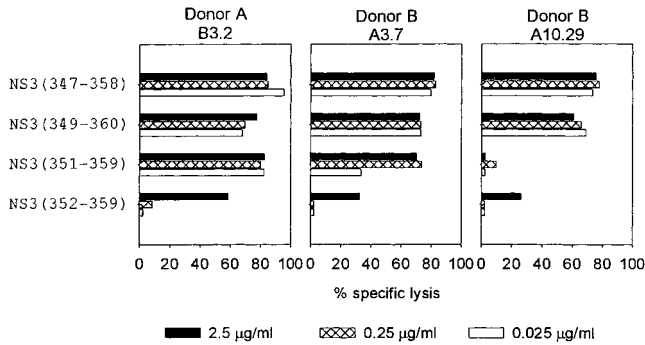 Donor A
B3.2
Donor B
A3.7
Donor B
A10.29
NS3(347-358)
NS3(349-360)
NS3(351-359)
NS3(352-359)
0 20 40 60 80 100 0 20 40 60 80 100 0 20 40 60 80 100
% specific lysis
2.5 µg/ml 0.25 µg/ml 0.025 µg/ml